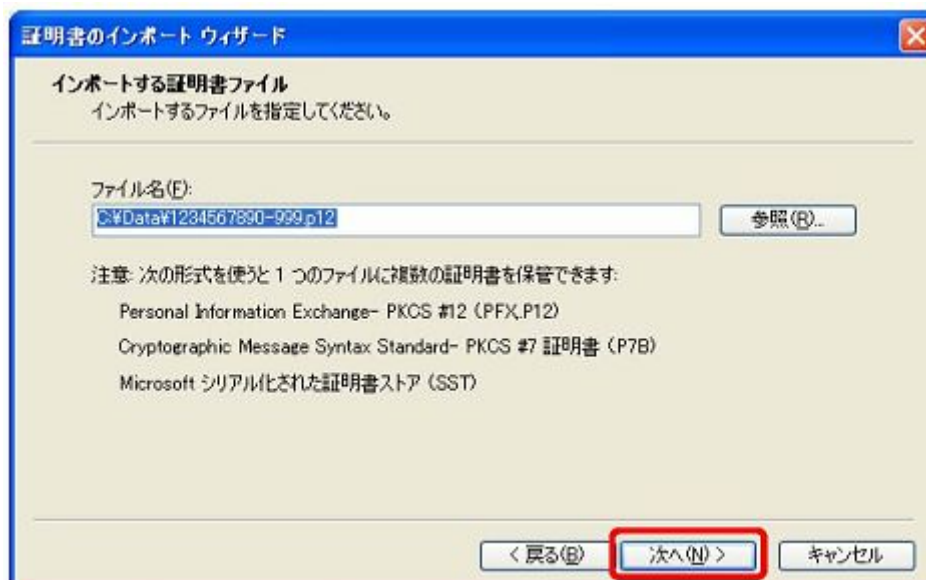 証明書のインポート ウィザード
インポートする証明書ファイル
インポートするファイルを指定してください。
ファイル名(F):
C:¥Data¥1234567890-999.p12
参照(R)...
注意: 次の形式を使うと 1 つのファイルに複数の証明書を保管できます:
Personal Information Exchange- PKCS #12 (PFX,.P12)
Cryptographic Message Syntax Standard- PKCS #7 証明書 (P7B)
Microsoft シリアル化された証明書ストア (SST)
< 戻る(B) 次へ(N) > キャンセル